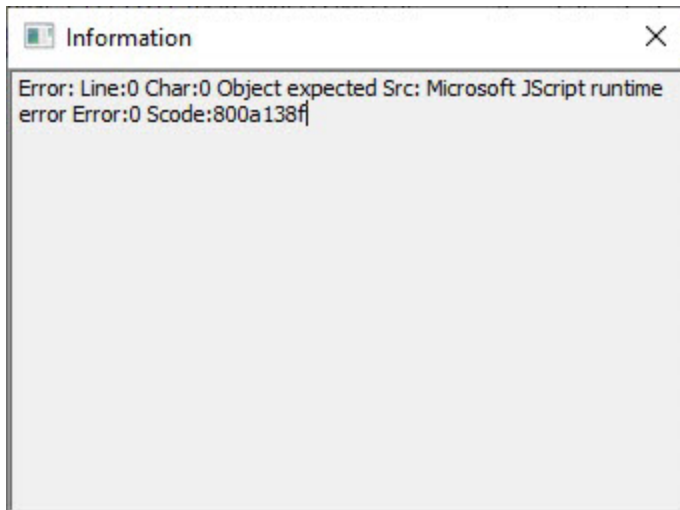 Information
Error: Line:0 Char:0 Object expected Src: Microsoft JScript runtime
error Error:0 Scode:800a138f